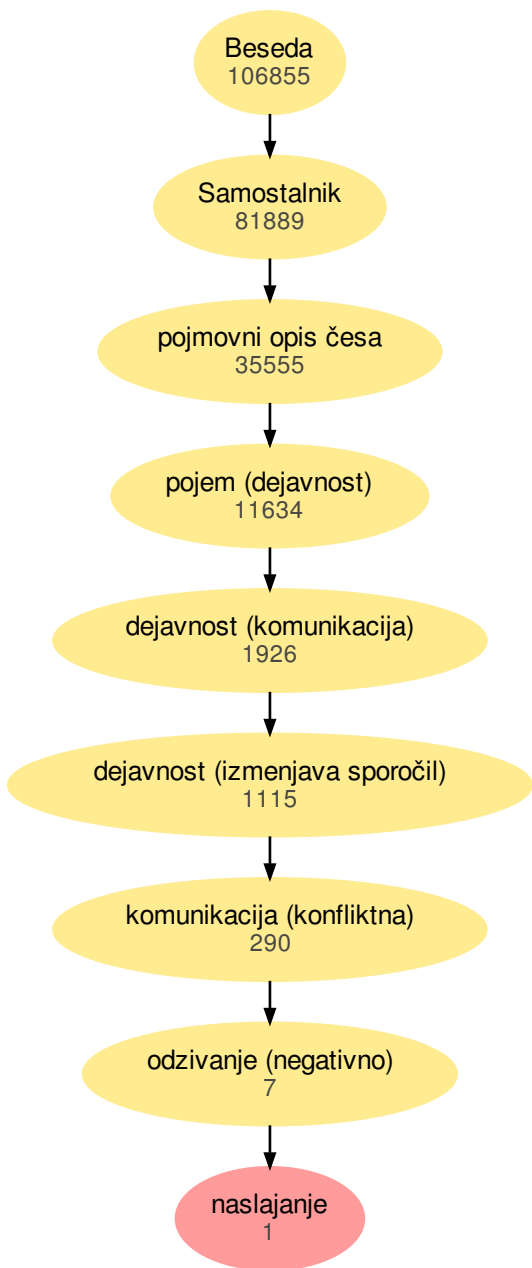 Beseda
106855
Samostalnik
81889
pojmovni opis česa
35555
pojem (dejavnost)
11634
dejavnost (komunikacija)
1926
dejavnost (izmenjava sporočil)
1115
komunikacija (konfliktna)
290
odzivanje (negativno)
7
naslajanje
1